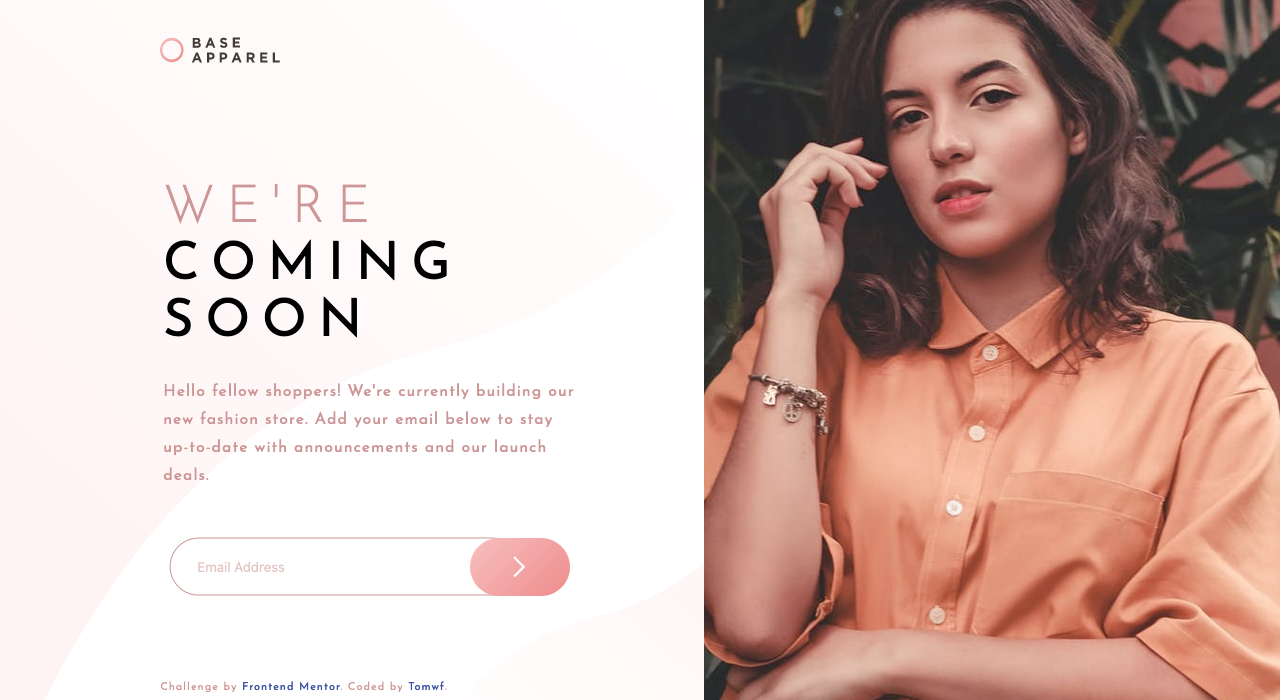 BASE
APPAREL
WE'RE
COMING
SOON
Hello fellow shoppers! We're currently building our
new fashion store. Add your email below to stay
up-to-date with announcements and our launch
deals.
Email Address
Challenge by Frontend Mentor. Coded by Tomwf.